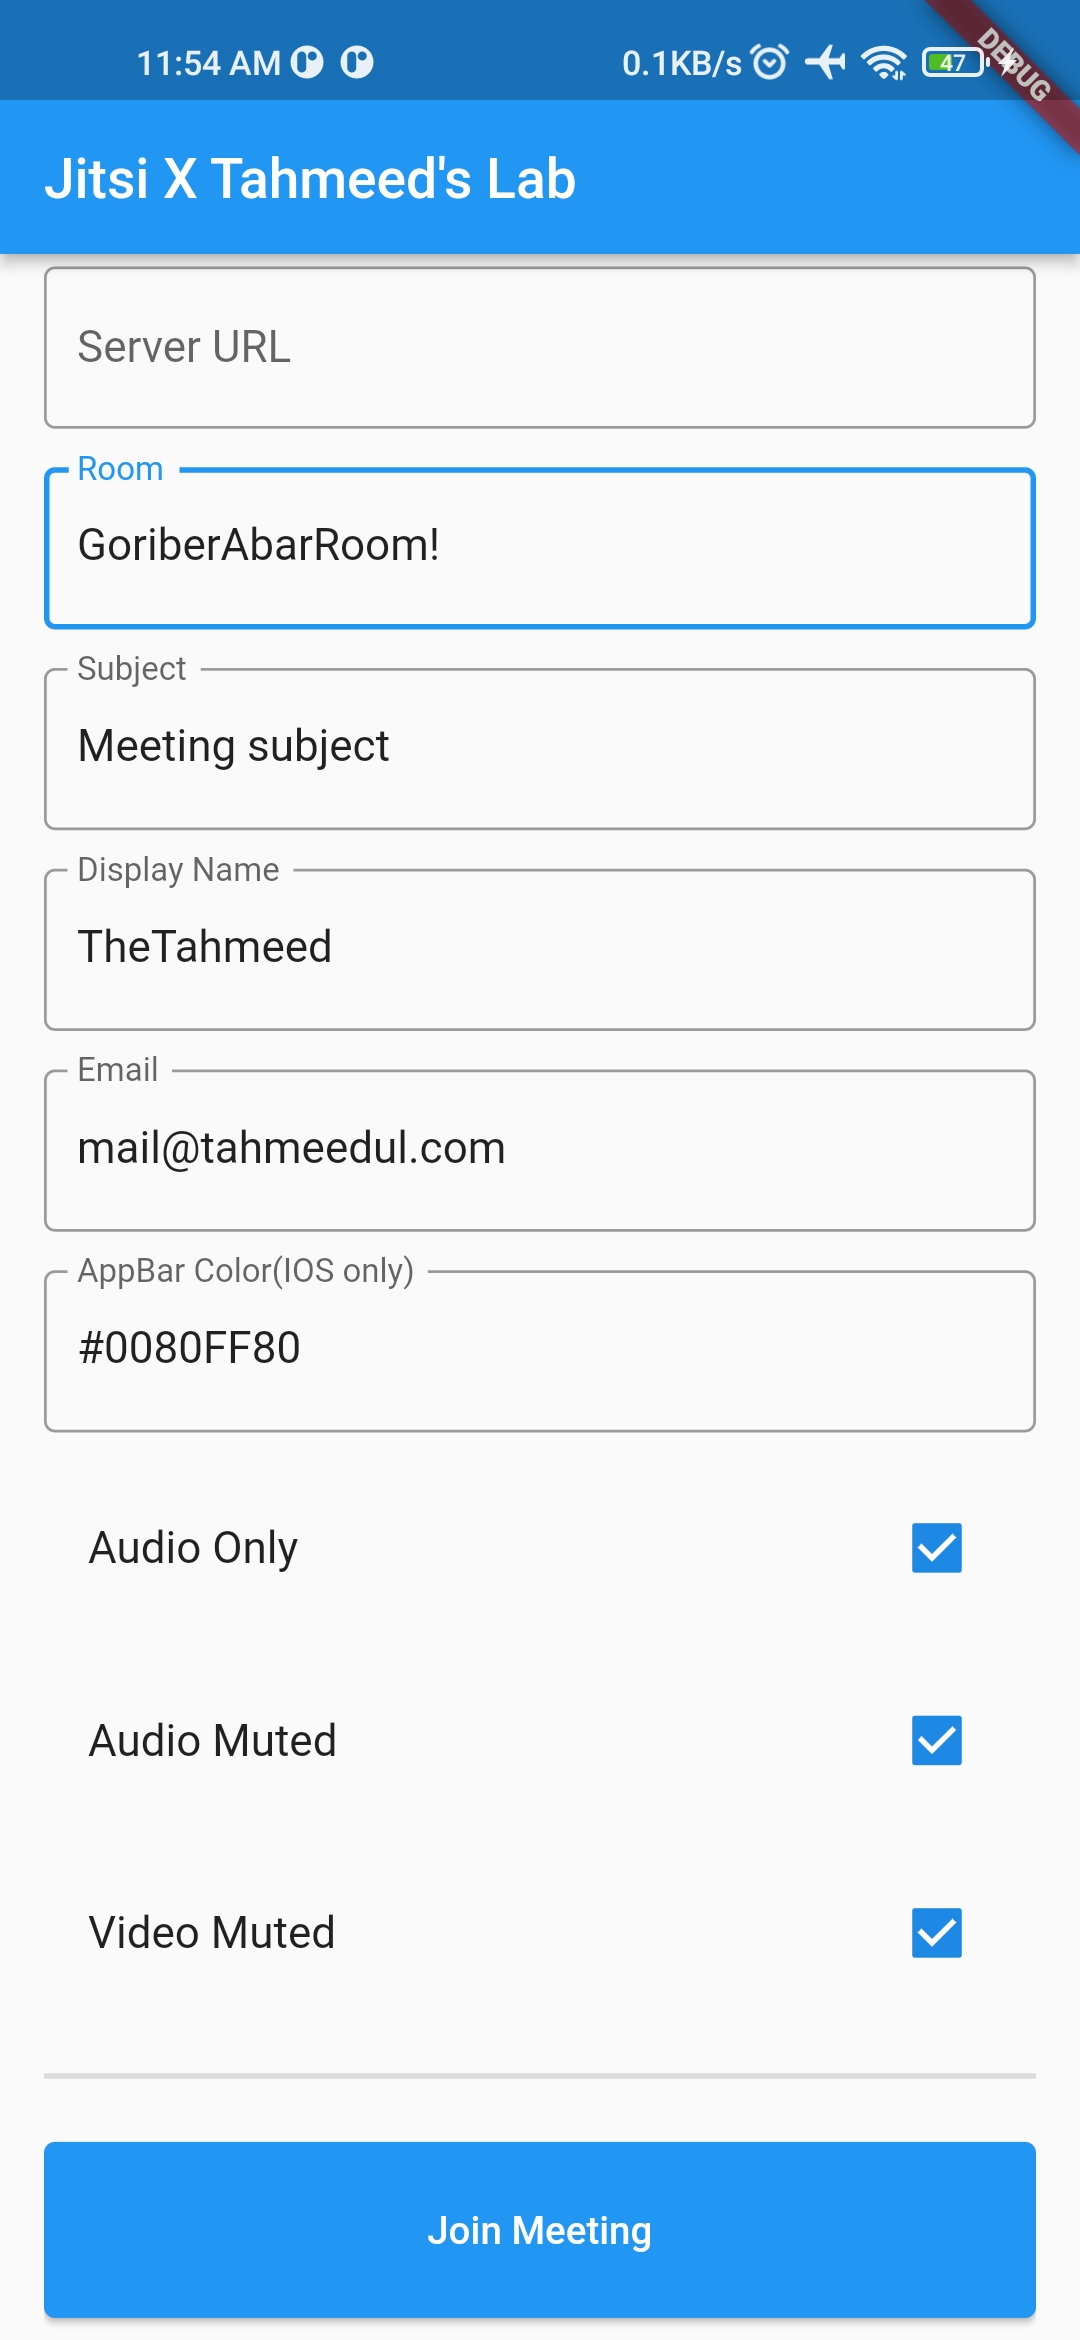 11:54 AM 0.1KB/s 47
DEBUG
Jitsi X Tahmeed's Lab
Server URL
Room
GoriberAbarRoom!
Subject
Meeting subject
Display Name
TheTahmeed
Email
mail@tahmeedul.com
AppBar Color(IOS only)
#0080FF80
Audio Only
Audio Muted
Video Muted
Join Meeting